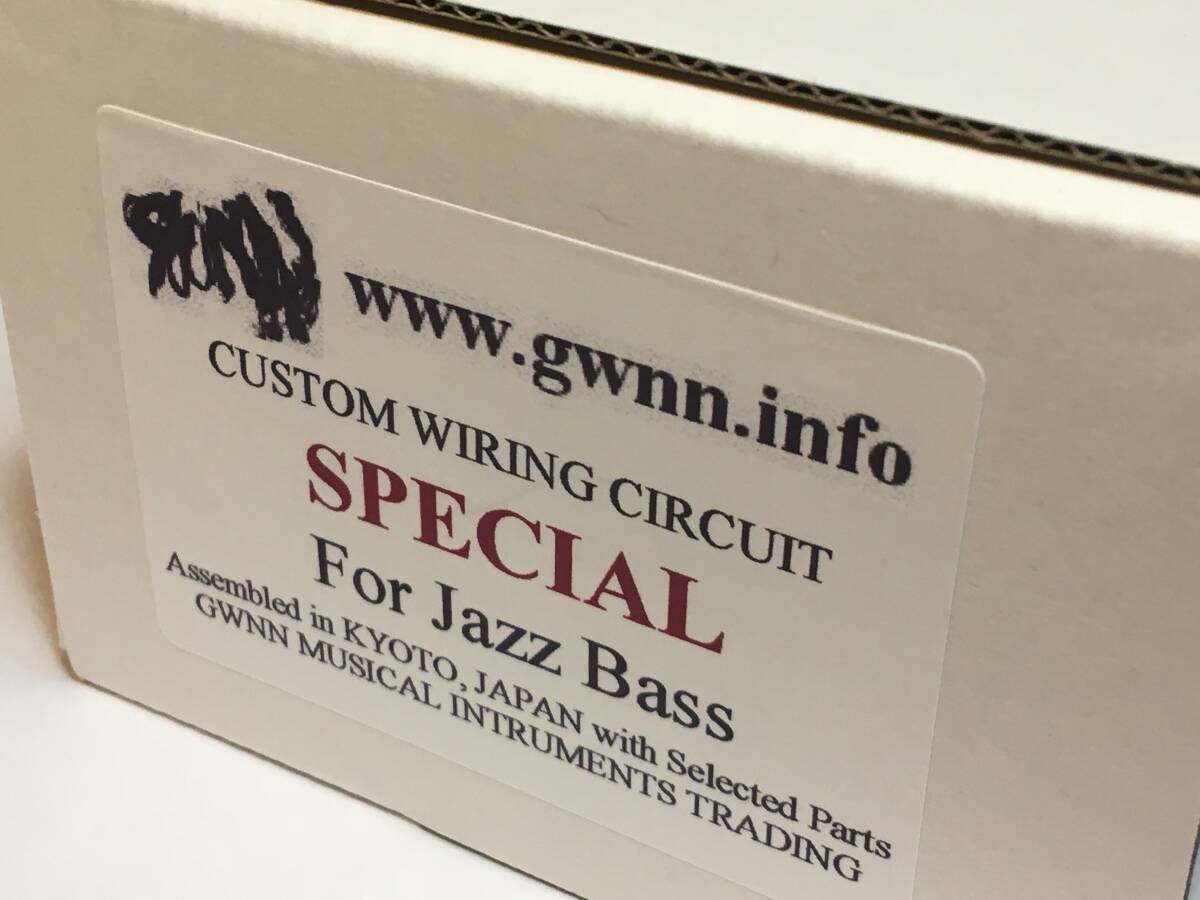 www.gwnn.info
CUSTOM WIRING CIRCUIT
SPECIAL
For Jazz Bass
Assembled in KYOTO, JAPAN with Selected Parts
GWNN MUSICAL INTRUMENTS TRADING